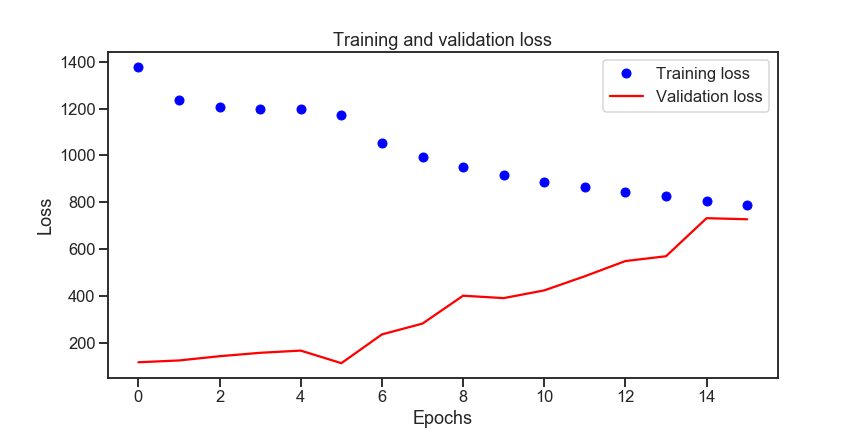 Training and validation loss
Training loss
Validation loss
1400
1200
1000
800
600
400
200
Loss
0 2 4 6 8 10 12 14
Epochs